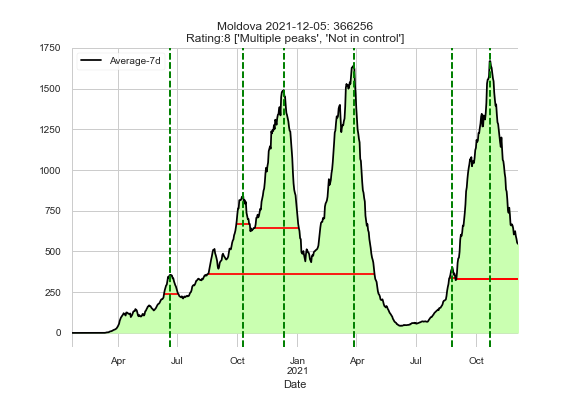 Moldova 2021-12-05: 366256
Rating:8 ['Multiple peaks', 'Not in control']
Average-7d
1750
1500
1250
1000
750
500
250
0
Apr Jul Oct Jan Apr Jul Oct
2021
Date